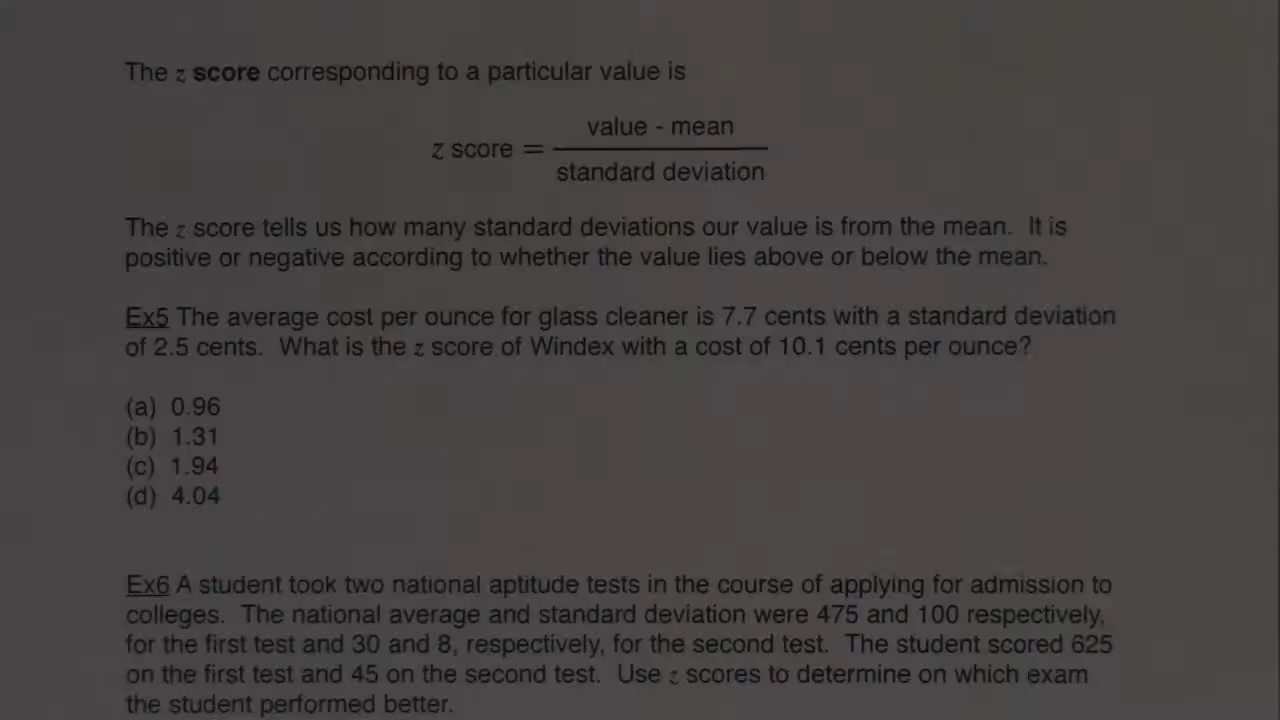 The z score corresponding to a particular value is
z score = value - mean / standard deviation
The z score tells us how many standard deviations our value is from the mean. It is
positive or negative according to whether the value lies above or below the mean.
Ex5 The average cost per ounce for glass cleaner is 7.7 cents with a standard deviation
of 2.5 cents. What is the z score of Windex with a cost of 10.1 cents per ounce?
(a) 0.96
(b) 1.31
(c) 1.94
(d) 4.04
Ex6 A student took two national aptitude tests in the course of applying for admission to
colleges. The national average and standard deviation were 475 and 100 respectively,
for the first test and 30 and 8, respectively, for the second test. The student scored 625
on the first test and 45 on the second test. Use z scores to determine on which exam
the student performed better.